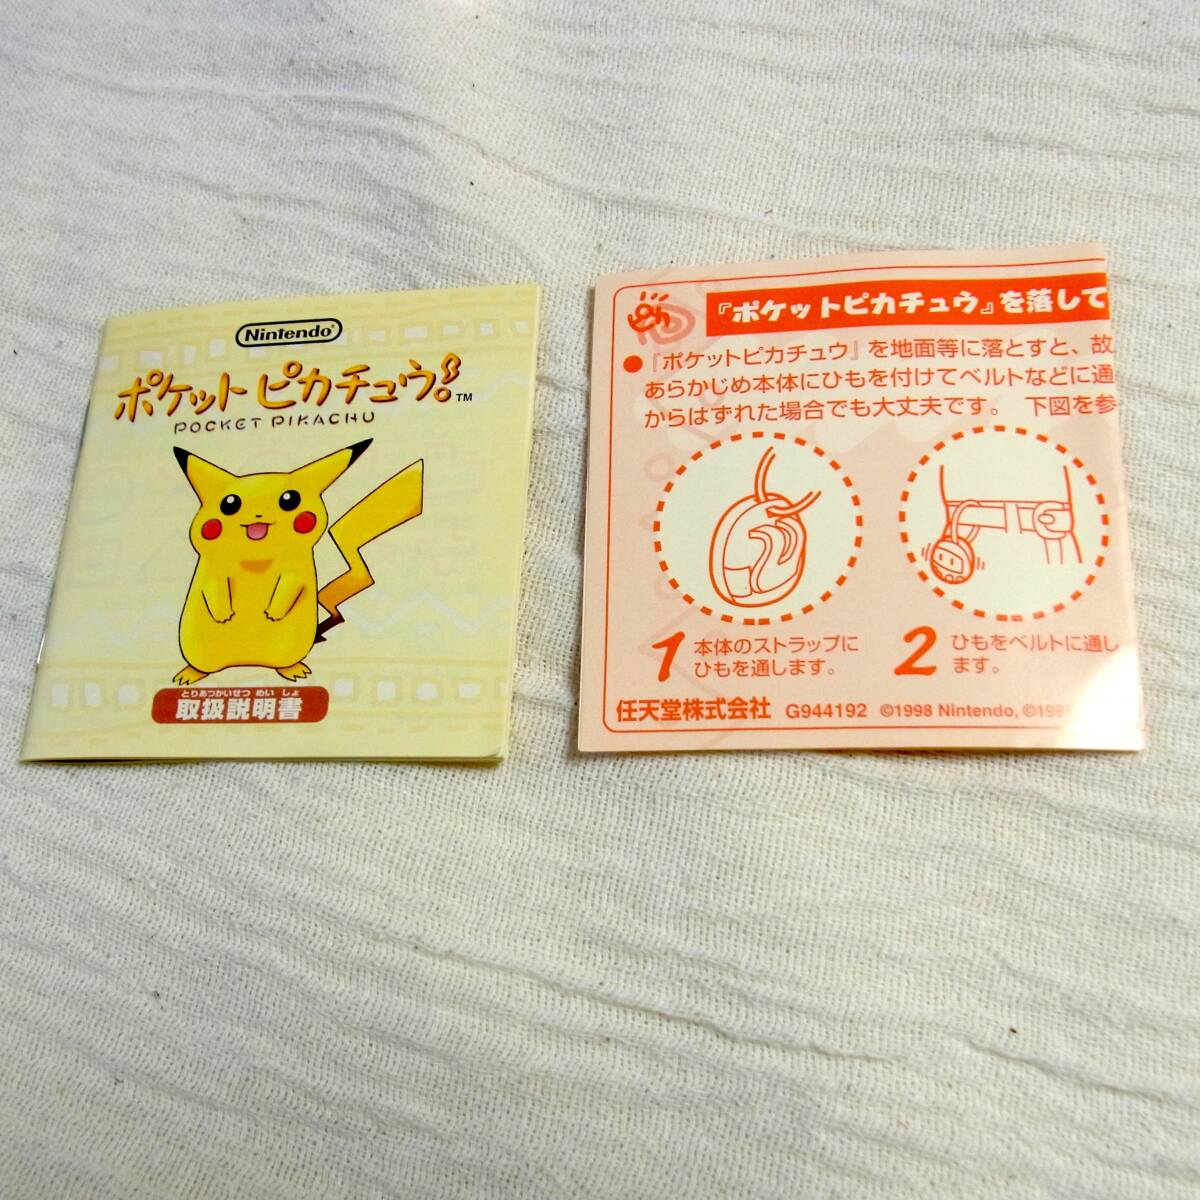 Nintendo®
ポケットピカチュウ! ™
POCKET PIKACHU
とりあつかいせつ めい しょ
取扱説明書
『ポケットピカチュウ』を落して
● 『ポケットピカチュウ』を地面等に落とすと、故
あらかじめ本体にひもを付けてベルトなどに通
からはずれた場合でも大丈夫です。 下図を参
1 本体のストラップに
ひもを通します。
2 ひもをベルトに通し
ます。
任天堂株式会社 G944192 ©1998 Nintendo, ©199